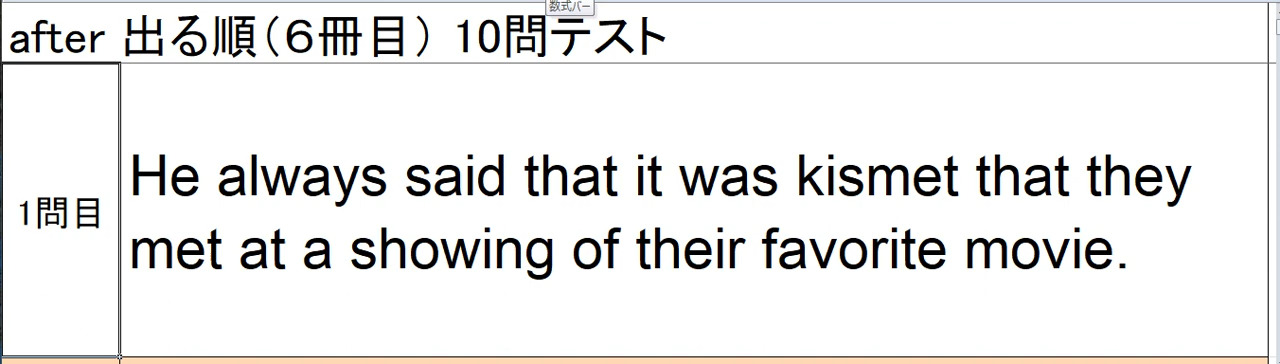 数式バー
after 出る順（６冊目） 10問テスト
1問目
He always said that it was kismet that they
met at a showing of their favorite movie.